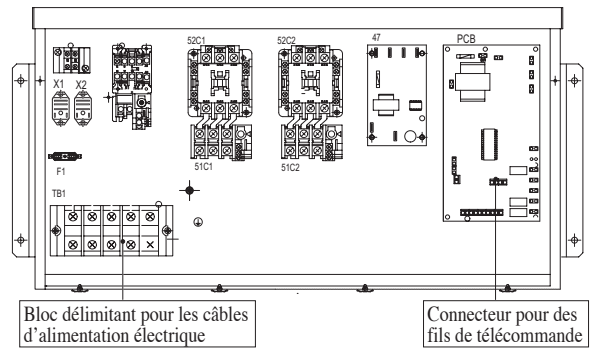 52C1
52C2
47
PCB
X1 X2
F1
51C1
51C2
TB1
Bloc délimitant pour les câbles
d'alimentation électrique
Connecteur pour des
fils de télécommande